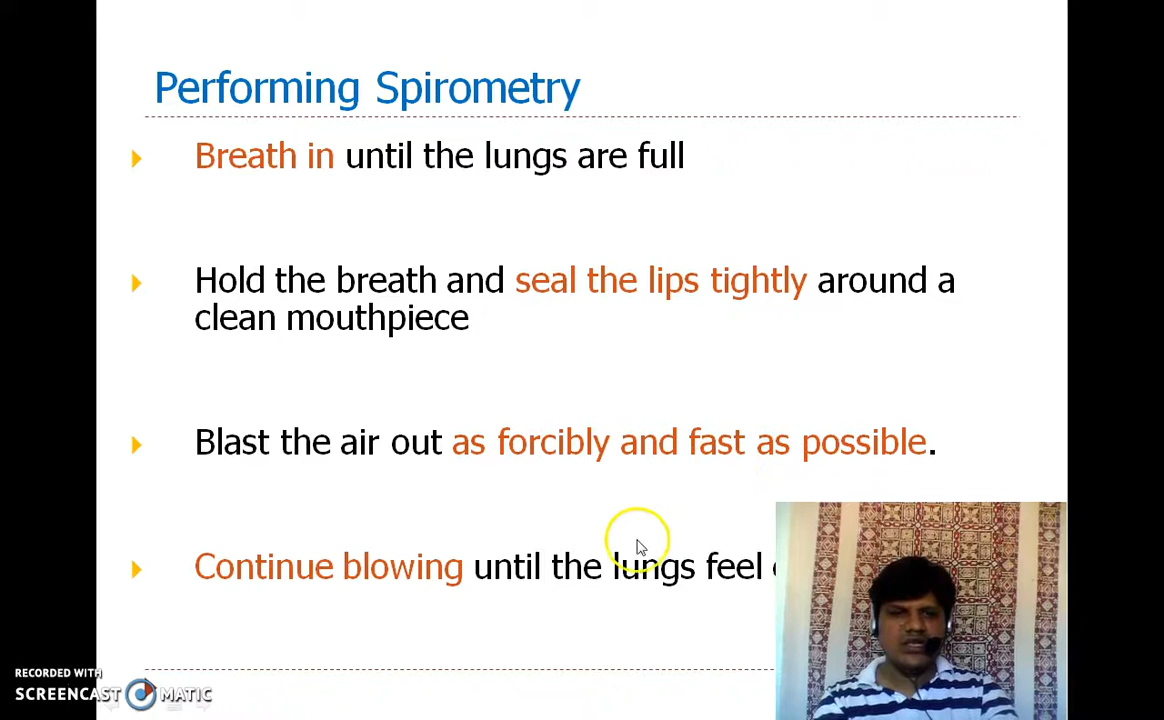 Performing Spirometry
Breath in until the lungs are full
Hold the breath and seal the lips tightly around a
clean mouthpiece
Blast the air out as forcibly and fast as possible.
Continue blowing until the lungs feel
RECORDED WITH
SCREENCAST MATIC